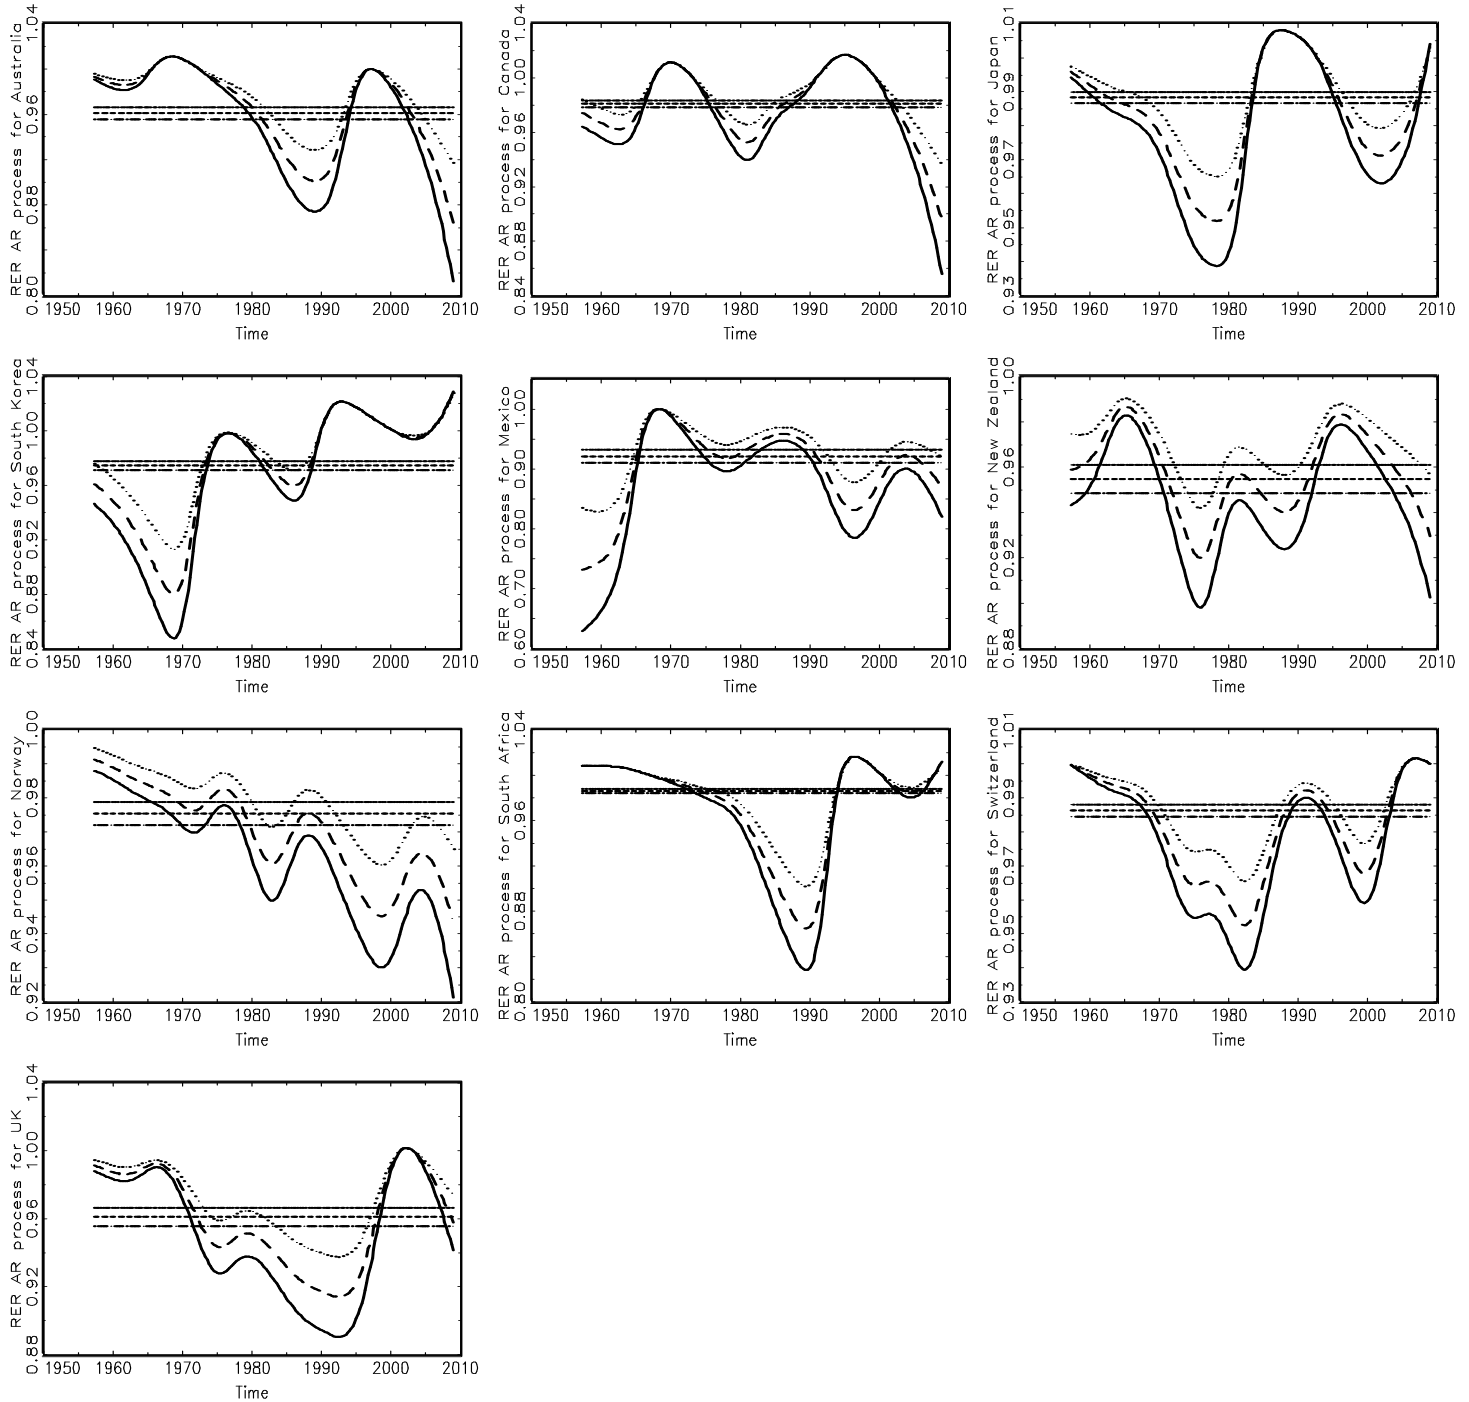 RER AR process for Australia
0.80 0.88 0.96 1.04
1950 1960 1970 1980 1990 2000 2010
Time
RER AR process for Canada
0.84 0.88 0.92 0.96 1.00 1.04
1950 1960 1970 1980 1990 2000 2010
Time
RER AR process for Japan
0.93 0.95 0.97 0.99 1.01
1950 1960 1970 1980 1990 2000 2010
Time
RER AR process for South Korea
0.84 0.88 0.92 0.96 1.00 1.04
1950 1960 1970 1980 1990 2000 2010
Time
RER AR process for Mexico
0.60 0.70 0.80 0.90 1.00
1950 1960 1970 1980 1990 2000 2010
Time
RER AR process for New Zealand
0.88 0.92 0.96 1.00
1950 1960 1970 1980 1990 2000 2010
Time
RER AR process for Norway
0.92 0.94 0.96 0.98 1.00
1950 1960 1970 1980 1990 2000 2010
Time
RER AR process for South Africa
0.80 0.88 0.96 1.04
1950 1960 1970 1980 1990 2000 2010
Time
RER AR process for Switzerland
0.93 0.95 0.97 0.99 1.01
1950 1960 1970 1980 1990 2000 2010
Time
RER AR process for UK
0.88 0.92 0.96 1.00 1.04
1950 1960 1970 1980 1990 2000 2010
Time